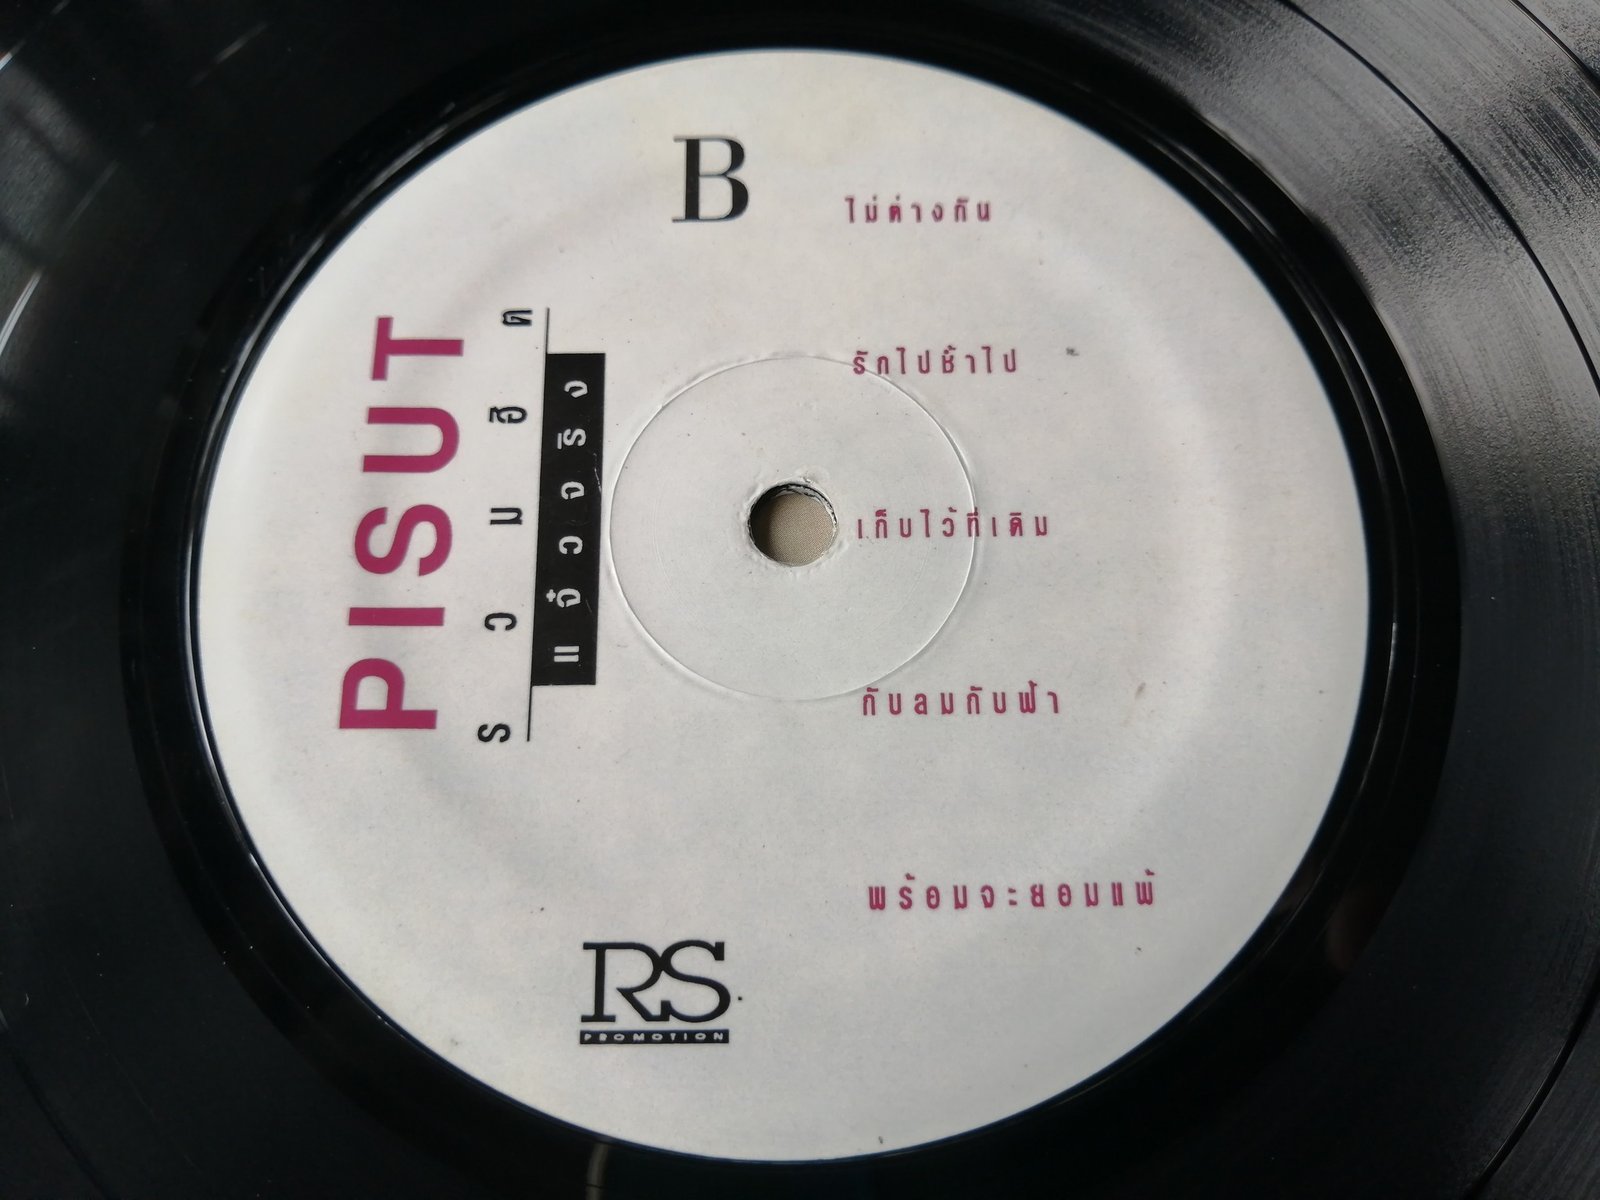 B
PISUT
รวมฮิต
แจ๋วจริง
ไม่ต่างกัน
รักไปช้ำไป
เก็บไว้ที่เดิม
กับลมกับฟ้า
พร้อมจะยอมแพ้
RS
PROMOTION